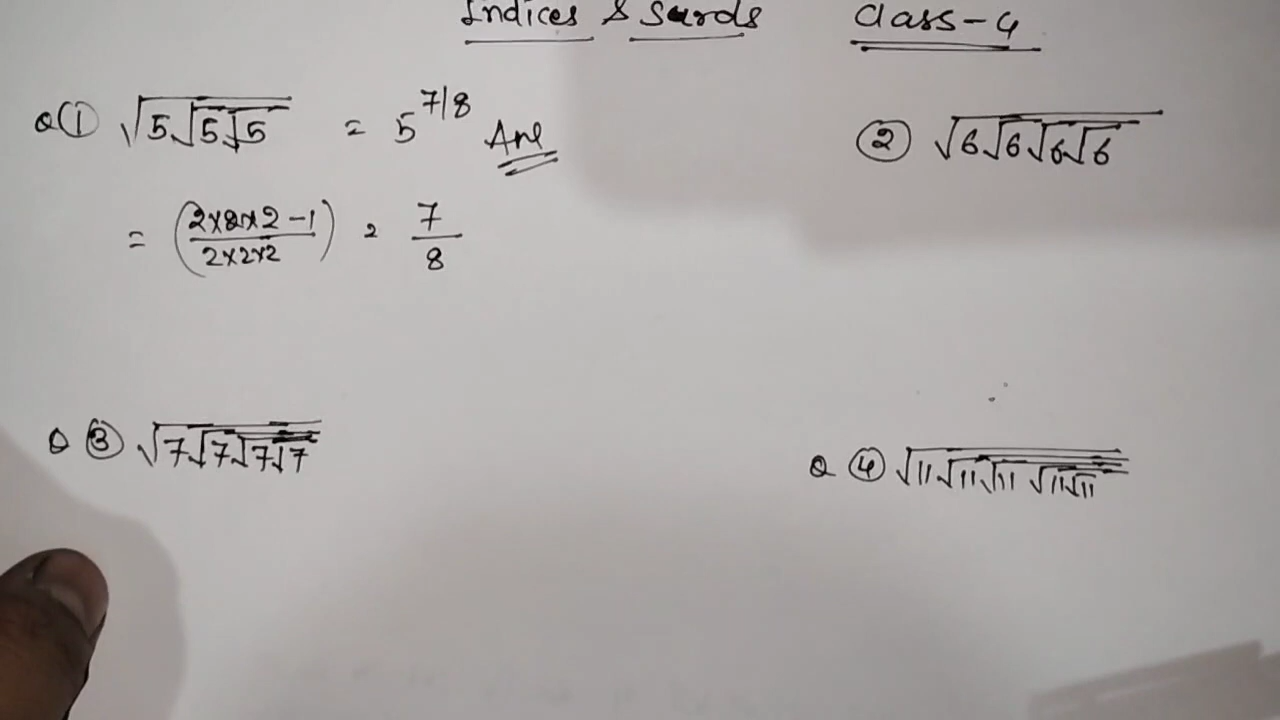 Indices & Surds Class-4
Q ① √5√5√5 = 5^7/8 Ans
② √6√6√6√6
= (2×2×2-1 / 2×2×2) = 7/8
Q ③ √7√7√7√7
Q ④ √11√11√11√11√11